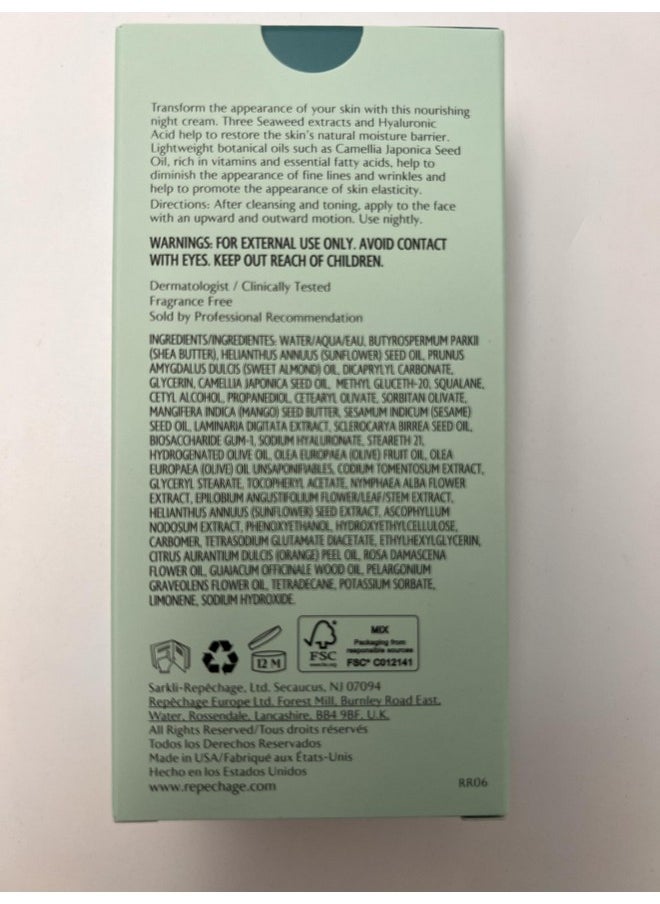 Transform the appearance of your skin with this nourishing
night cream. Three Seaweed extracts and Hyaluronic
Acid help to restore the skin's natural moisture barrier.
Lightweight botanical oils such as Camellia Japonica Seed
Oil, rich in vitamins and essential fatty acids, help to
diminish the appearance of fine lines and wrinkles and
help to promote the appearance of skin elasticity.
Directions: After cleansing and toning, apply to the face
with an upward and outward motion. Use nightly.
WARNINGS: FOR EXTERNAL USE ONLY. AVOID CONTACT
WITH EYES. KEEP OUT REACH OF CHILDREN.
Dermatologist / Clinically Tested
Fragrance Free
Sold by Professional Recommendation
INGREDIENTS/INGREDIENTES: WATER/AQUA/EAU, BUTYROSPERMUM PARKII
(SHEA BUTTER), HELIANTHUS ANNUUS (SUNFLOWER) SEED OIL, PRUNUS
AMYGDALUS DULCIS (SWEET ALMOND) OIL, DICAPRYLYL CARBONATE,
GLYCERIN, CAMELLIA JAPONICA SEED OIL, METHYL GLUCETH-20, SQUALANE,
CETYL ALCOHOL, PROPANEDIOL, CETEARYL OLIVATE, SORBITAN OLIVATE,
MANGIFERA INDICA (MANGO) SEED BUTTER, SESAMUM INDICUM (SESAME)
SEED OIL, LAMINARIA DIGITATA EXTRACT, SCLEROCARYA BIRREA SEED OIL,
BIOSACCHARIDE GUM-1, SODIUM HYALURONATE, STEARETH 21,
HYDROGENATED OLIVE OIL, OLEA EUROPAEA (OLIVE) FRUIT OIL, OLEA
EUROPAEA (OLIVE) OIL UNSAPONIFIABLES, CODIUM TOMENTOSUM EXTRACT,
GLYCERYL STEARATE, TOCOPHERYL ACETATE, NYMPHAEA ALBA FLOWER
EXTRACT, EPILOBIUM ANGUSTIFOLIUM FLOWER/LEAF/STEM EXTRACT,
HELIANTHUS ANNUUS (SUNFLOWER) SEED EXTRACT, ASCOPHYLLUM
NODOSUM EXTRACT, PHENOXYETHANOL, HYDROXYETHYLCELLULOSE,
CARBOMER, TETRASODIUM GLUTAMATE DIACETATE, ETHYLHEXYLGLYCERIN,
CITRUS AURANTIUM DULCIS (ORANGE) PEEL OIL, ROSA DAMASCENA
FLOWER OIL, GUAIACUM OFFICINALE WOOD OIL, PELARGONIUM
GRAVEOLENS FLOWER OIL, TETRADECANE, POTASSIUM SORBATE,
LIMONENE, SODIUM HYDROXIDE.
12 M
FSC
MIX
Packaging from
responsible sources
FSC® C012141
Sarkli-Repêchage, Ltd. Secaucus, NJ 07094
Repêchage Europe Ltd. Forest Mill, Burnley Road East,
Water, Rossendale, Lancashire, BB4 9BF, U.K.
All Rights Reserved/Tous droits réservés
Todos los Derechos Reservados
Made in USA/Fabriqué aux États-Unis
Hecho en los Estados Unidos
www.repechage.com
RR06